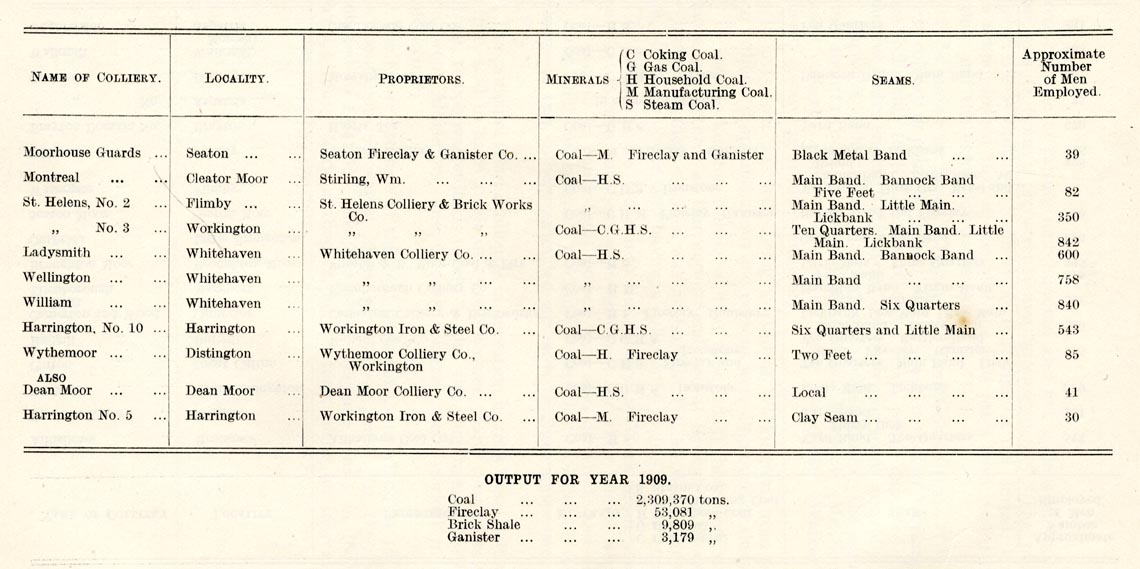 NAME OF COLLIERY. LOCALITY. PROPRIETORS. MINERALS { C Coking Coal. G Gas Coal. H Household Coal. M Manufacturing Coal. S Steam Coal. SEAMS. Approximate Number of Men Employed.
Moorhouse Guards ... Seaton ... ... Seaton Fireclay & Ganister Co. ... Coal—M. Fireclay and Ganister Black Metal Band ... ... 39
Montreal ... ... Cleator Moor ... Stirling, Wm. ... ... ... Coal—H.S. ... ... ... Main Band. Bannock Band
Five Feet ... ... ... 82
St. Helens, No. 2 ... Flimby ... ... St. Helens Colliery & Brick Works Co. „ ... ... ... Main Band. Little Main.
Lickbank ... ... ... 350
„ No. 3 Workington ... „ „ „ Coal—C.G.H.S. ... ... ... Ten Quarters. Main Band. Little
Main. Lickbank ... ... 842
Ladysmith ... ... Whitehaven ... Whitehaven Colliery Co. ... ... Coal—H.S. ... ... ... Main Band. Bannock Band ... 600
Wellington ... ... Whitehaven ... „ „ ... ... „ ... ... ... Main Band ... ... ... 758
William ... ... Whitehaven ... „ „ ... ... „ ... ... ... Main Band. Six Quarters ... 840
Harrington, No. 10 ... Harrington ... Workington Iron & Steel Co. ... Coal—C.G.H.S. ... ... ... Six Quarters and Little Main ... 543
Wythemoor ... ... Distington ... Wythemoor Colliery Co., Coal—H. Fireclay ... ... Two Feet ... ... ... ... 85
Workington
ALSO
Dean Moor ... ... Dean Moor ... Dean Moor Colliery Co. ... ... Coal—H.S. ... ... ... Local ... ... ... ... 41
Harrington No. 5 ... Harrington ... Workington Iron & Steel Co. ... Coal—M. Fireclay ... ... Clay Seam ... ... ... ... 30
OUTPUT FOR YEAR 1909.
Coal ... ... ... 2,309,370 tons.
Fireclay ... ... ... 53,081 „
Brick Shale ... ... 9,809 „
Ganister ... ... ... 3,179 „